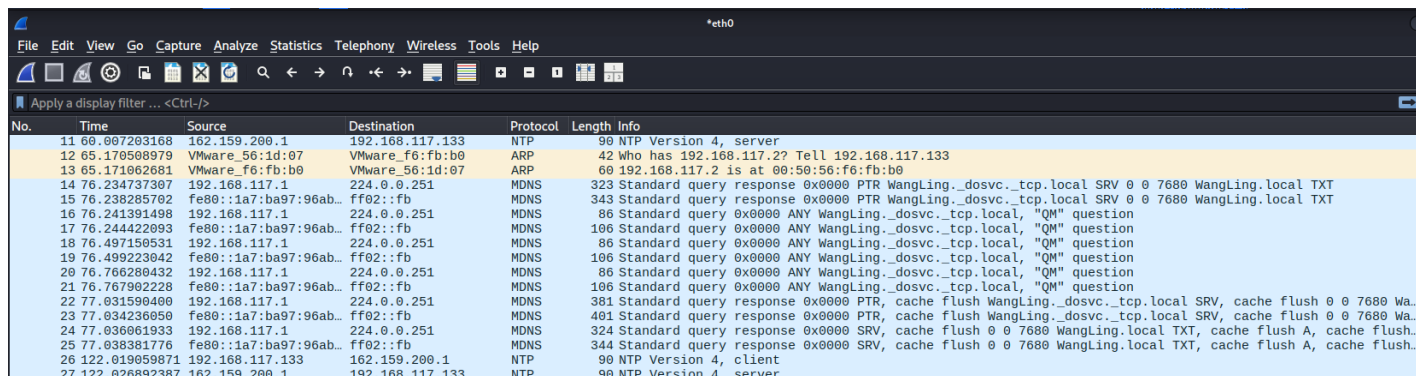 *eth0
File Edit View Go Capture Analyze Statistics Telephony Wireless Tools Help
Apply a display filter ... <Ctrl-/>
No. Time Source Destination Protocol Length Info
11 60.007203168 162.159.200.1 192.168.117.133 NTP 90 NTP Version 4, server
12 65.170508979 VMware_56:1d:07 VMware_f6:fb:b0 ARP 42 Who has 192.168.117.2? Tell 192.168.117.133
13 65.171062681 VMware_f6:fb:b0 VMware_56:1d:07 ARP 60 192.168.117.2 is at 00:50:56:f6:fb:b0
14 76.234737307 192.168.117.1 224.0.0.251 MDNS 323 Standard query response 0x0000 PTR WangLing._dosvc._tcp.local SRV 0 0 7680 WangLing.local TXT
15 76.238285702 fe80::1a7:ba97:96ab… ff02::fb MDNS 343 Standard query response 0x0000 PTR WangLing._dosvc._tcp.local SRV 0 0 7680 WangLing.local TXT
16 76.241391498 192.168.117.1 224.0.0.251 MDNS 86 Standard query 0x0000 ANY WangLing._dosvc._tcp.local, "QM" question
17 76.244422093 fe80::1a7:ba97:96ab… ff02::fb MDNS 106 Standard query 0x0000 ANY WangLing._dosvc._tcp.local, "QM" question
18 76.497150531 192.168.117.1 224.0.0.251 MDNS 86 Standard query 0x0000 ANY WangLing._dosvc._tcp.local, "QM" question
19 76.499223042 fe80::1a7:ba97:96ab… ff02::fb MDNS 106 Standard query 0x0000 ANY WangLing._dosvc._tcp.local, "QM" question
20 76.766280432 192.168.117.1 224.0.0.251 MDNS 86 Standard query 0x0000 ANY WangLing._dosvc._tcp.local, "QM" question
21 76.767902228 fe80::1a7:ba97:96ab… ff02::fb MDNS 106 Standard query 0x0000 ANY WangLing._dosvc._tcp.local, "QM" question
22 77.031590400 192.168.117.1 224.0.0.251 MDNS 381 Standard query response 0x0000 PTR, cache flush WangLing._dosvc._tcp.local SRV, cache flush 0 0 7680 Wa…
23 77.034236050 fe80::1a7:ba97:96ab… ff02::fb MDNS 401 Standard query response 0x0000 PTR, cache flush WangLing._dosvc._tcp.local SRV, cache flush 0 0 7680 Wa…
24 77.036061933 192.168.117.1 224.0.0.251 MDNS 324 Standard query response 0x0000 SRV, cache flush 0 0 7680 WangLing.local TXT, cache flush A, cache flush…
25 77.038381776 fe80::1a7:ba97:96ab… ff02::fb MDNS 344 Standard query response 0x0000 SRV, cache flush 0 0 7680 WangLing.local TXT, cache flush A, cache flush…
26 122.019059871 192.168.117.133 162.159.200.1 NTP 90 NTP Version 4, client
27 122.026892387 162.159.200.1 192.168.117.133 NTP 90 NTP Version 4, server